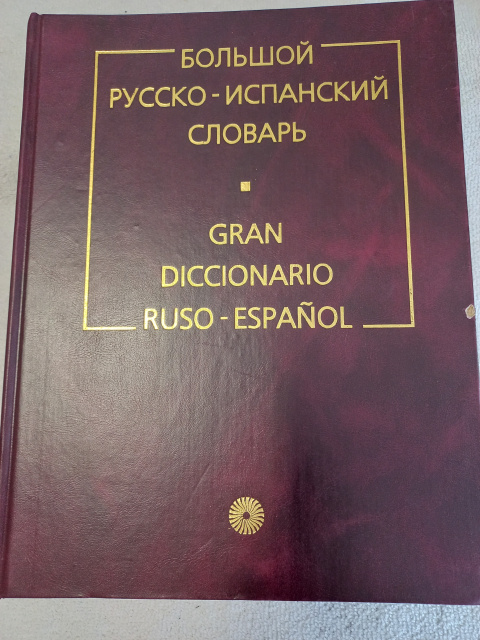 БОЛЬШОЙ
РУССКО - ИСПАНСКИЙ
СЛОВАРЬ
GRAN
DICCIONARIO
RUSO - ESPAÑOL